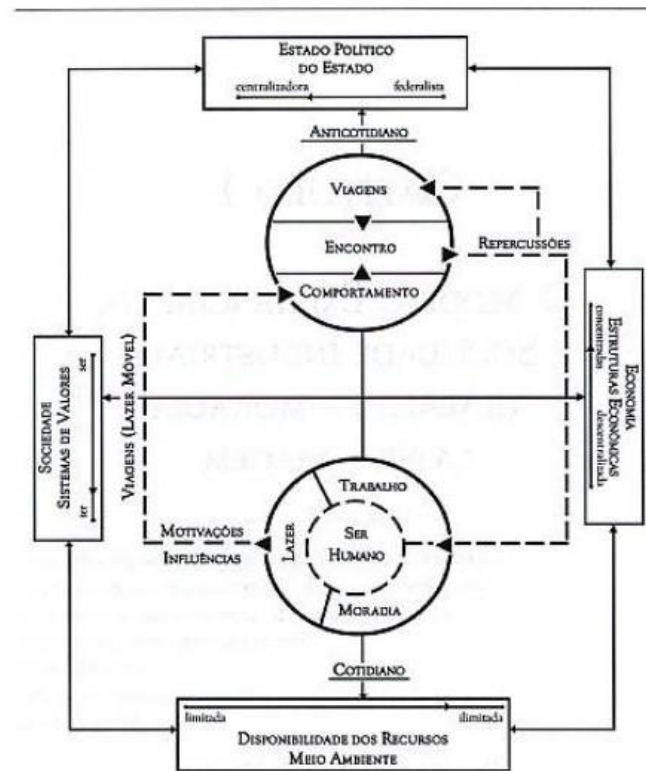 ESTADO POLÍTICO
DO ESTADO
centralizadora federalista
ANTICOTIDIANO
VIAGENS
ENCONTRO
COMPORTAMENTO
REPERCUSSÕES
SOCIEDADE
SISTEMAS DE VALORES
ser
ter
VIAGENS (LAZER MÓVEL)
ECONOMIA
ESTRUTURAS ECONÔMICAS
concentradas
descentralizada
MOTIVAÇÕES
INFLUÊNCIAS
TRABALHO
LAZER
SER
HUMANO
MORADIA
COTIDIANO
limitada ilimitada
DISPONIBILIDADE DOS RECURSOS
MEIO AMBIENTE